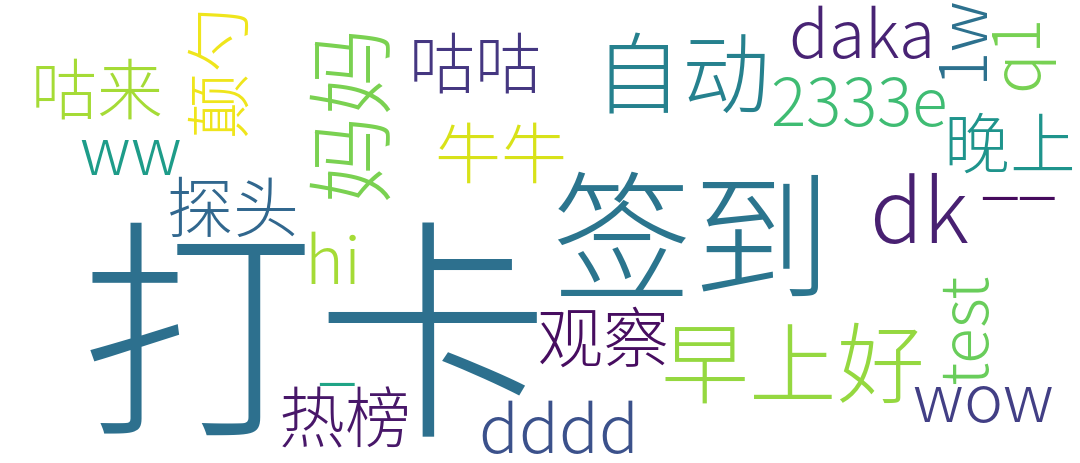 颠勺
咕来
妈妈
咕咕
自动
daka
1w
q1
2333e
晚上
ww
牛牛
探头
签到
dk
一一
打卡
hi
test
观察
早上好
一
热榜
dddd
wow